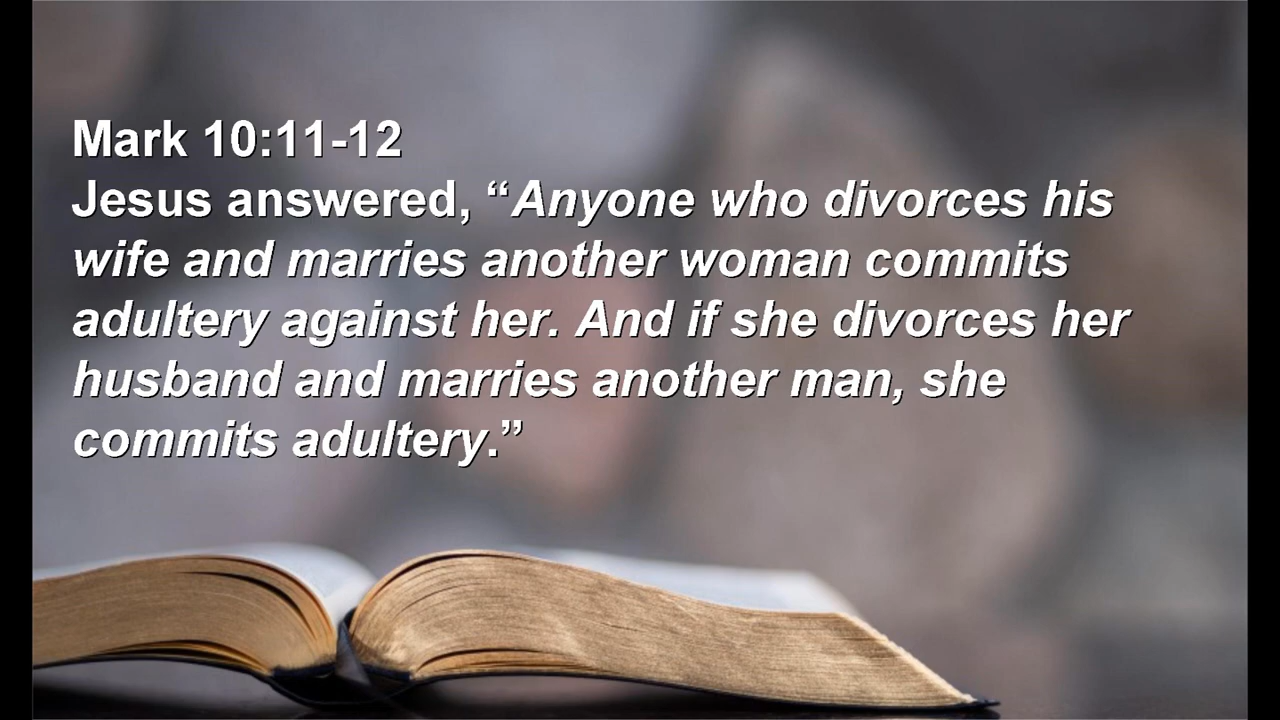 Mark 10:11-12
Jesus answered, “Anyone who divorces his
wife and marries another woman commits
adultery against her. And if she divorces her
husband and marries another man, she
commits adultery.”